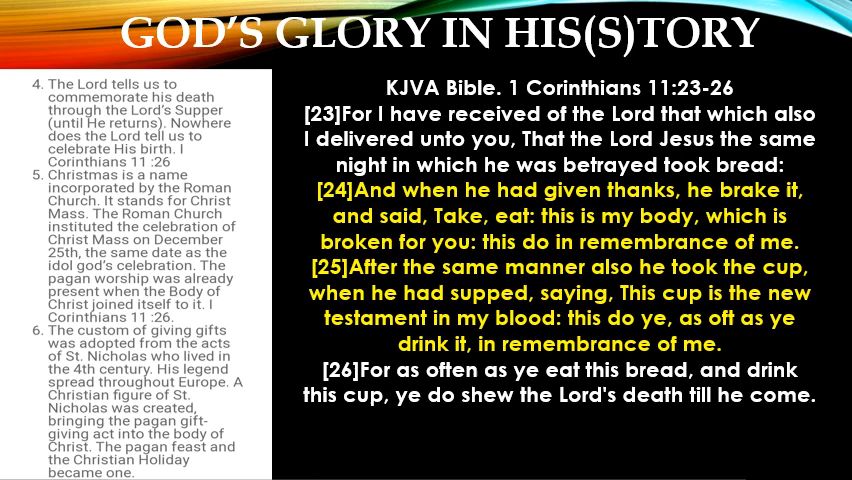 GOD'S GLORY IN HIS(S)TORY
4. The Lord tells us to
commemorate his death
through the Lord's Supper
(until He returns). Nowhere
does the Lord tell us to
celebrate His birth. I
Corinthians 11 :26
5. Christmas is a name
incorporated by the Roman
Church. It stands for Christ
Mass. The Roman Church
instituted the celebration of
Christ Mass on December
25th, the same date as the
idol god's celebration. The
pagan worship was already
present when the Body of
Christ joined itself to it. I
Corinthians 11 :26.
6. The custom of giving gifts
was adopted from the acts
of St. Nicholas who lived in
the 4th century. His legend
spread throughout Europe. A
Christian figure of St.
Nicholas was created,
bringing the pagan gift-
giving act into the body of
Christ. The pagan feast and
the Christian Holiday
became one.
KJVA Bible. 1 Corinthians 11:23-26
[23]For I have received of the Lord that which also
I delivered unto you, That the Lord Jesus the same
night in which he was betrayed took bread:
[24]And when he had given thanks, he brake it,
and said, Take, eat: this is my body, which is
broken for you: this do in remembrance of me.
[25]After the same manner also he took the cup,
when he had supped, saying, This cup is the new
testament in my blood: this do ye, as oft as ye
drink it, in remembrance of me.
[26]For as often as ye eat this bread, and drink
this cup, ye do shew the Lord's death till he come.